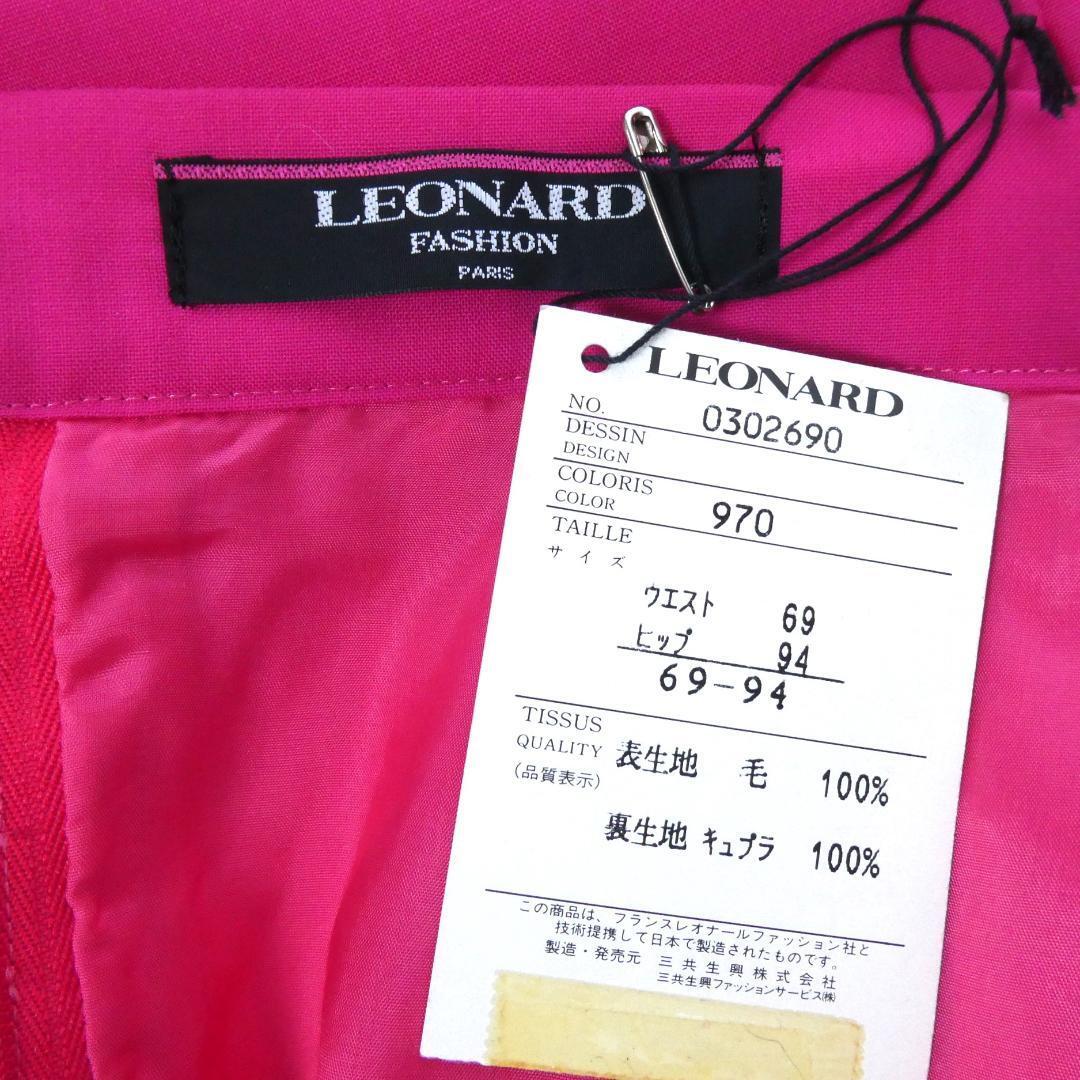 LEONARD
FASHION
PARIS
LEONARD
NO. 0302690
DESSIN
DESIGN
COLORIS
COLOR 970
TAILLE
サイズ
ウエスト 69
ヒップ 94
69-94
TISSUS
QUALITY 表生地 毛 100%
(品質表示)
裏生地 キュプラ 100%
この商品は、フランスレオナールファッション社と
技術提携して日本で製造されたものです。
製造・発売元 三共生興株式会社
三共生興ファッションサービス㈱